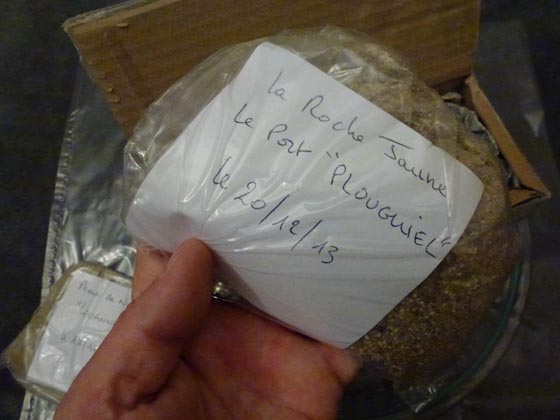 la Roche Jaune
Le Port "PLOUGUIEL"
le 20/12/13